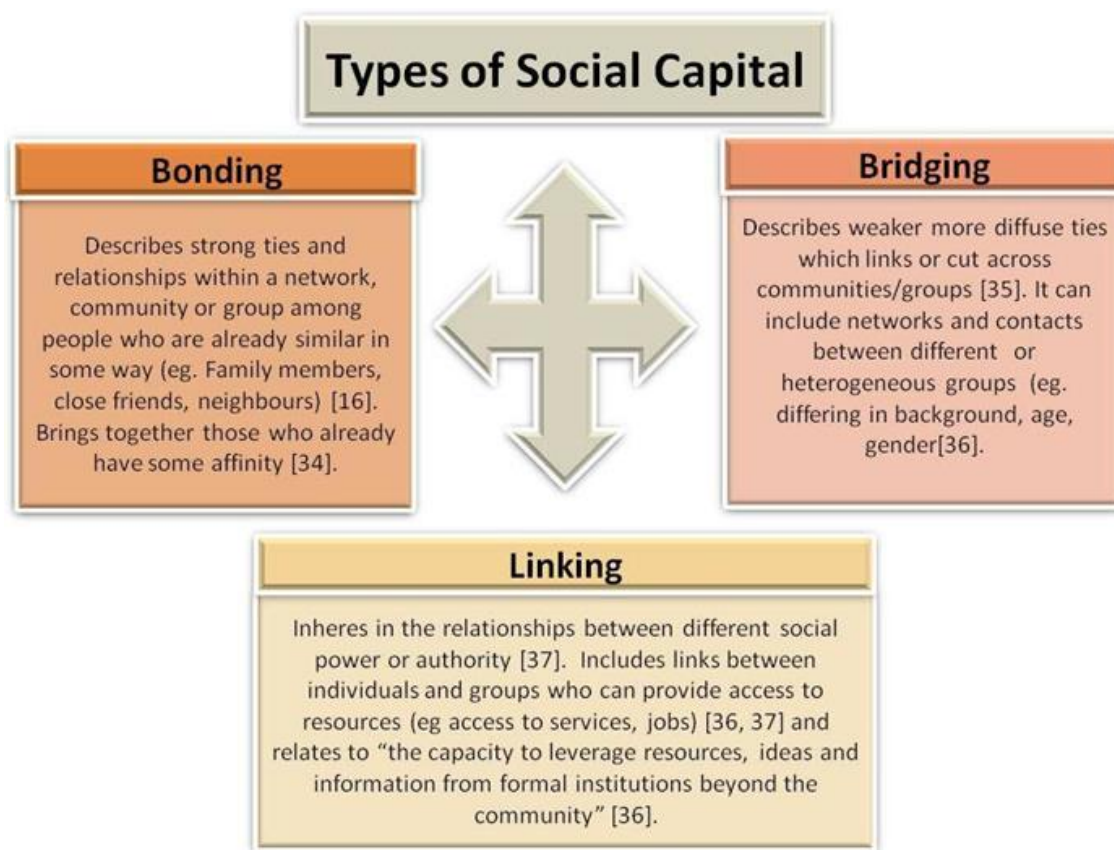 Types of Social Capital
Bonding
Describes strong ties and
relationships within a network,
community or group among
people who are already similar in
some way (eg. Family members,
close friends, neighbours) [16].
Brings together those who already
have some affinity [34].
Bridging
Describes weaker more diffuse ties
which links or cut across
communities/groups [35]. It can
include networks and contacts
between different or
heterogeneous groups (eg.
differing in background, age,
gender[36].
Linking
Inheres in the relationships between different social
power or authority [37]. Includes links between
individuals and groups who can provide access to
resources (eg access to services, jobs) [36, 37] and
relates to “the capacity to leverage resources, ideas and
information from formal institutions beyond the
community” [36].